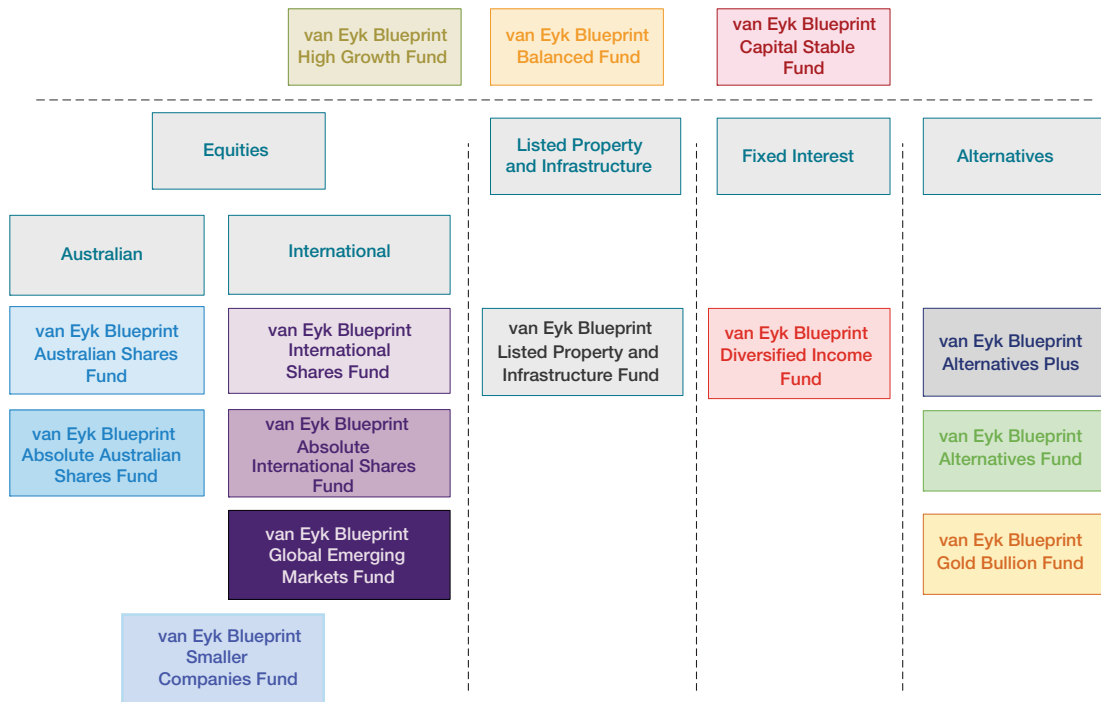 van Eyk Blueprint
High Growth Fund
van Eyk Blueprint
Balanced Fund
van Eyk Blueprint
Capital Stable
Fund
Equities
Listed Property
and Infrastructure
Fixed Interest
Alternatives
Australian
International
van Eyk Blueprint
Australian Shares
Fund
van Eyk Blueprint
International
Shares Fund
van Eyk Blueprint
Listed Property and
Infrastructure Fund
van Eyk Blueprint
Diversified Income
Fund
van Eyk Blueprint
Alternatives Plus
van Eyk Blueprint
Absolute Australian
Shares Fund
van Eyk Blueprint
Absolute
International Shares
Fund
van Eyk Blueprint
Alternatives Fund
van Eyk Blueprint
Global Emerging
Markets Fund
van Eyk Blueprint
Gold Bullion Fund
van Eyk Blueprint
Smaller
Companies Fund